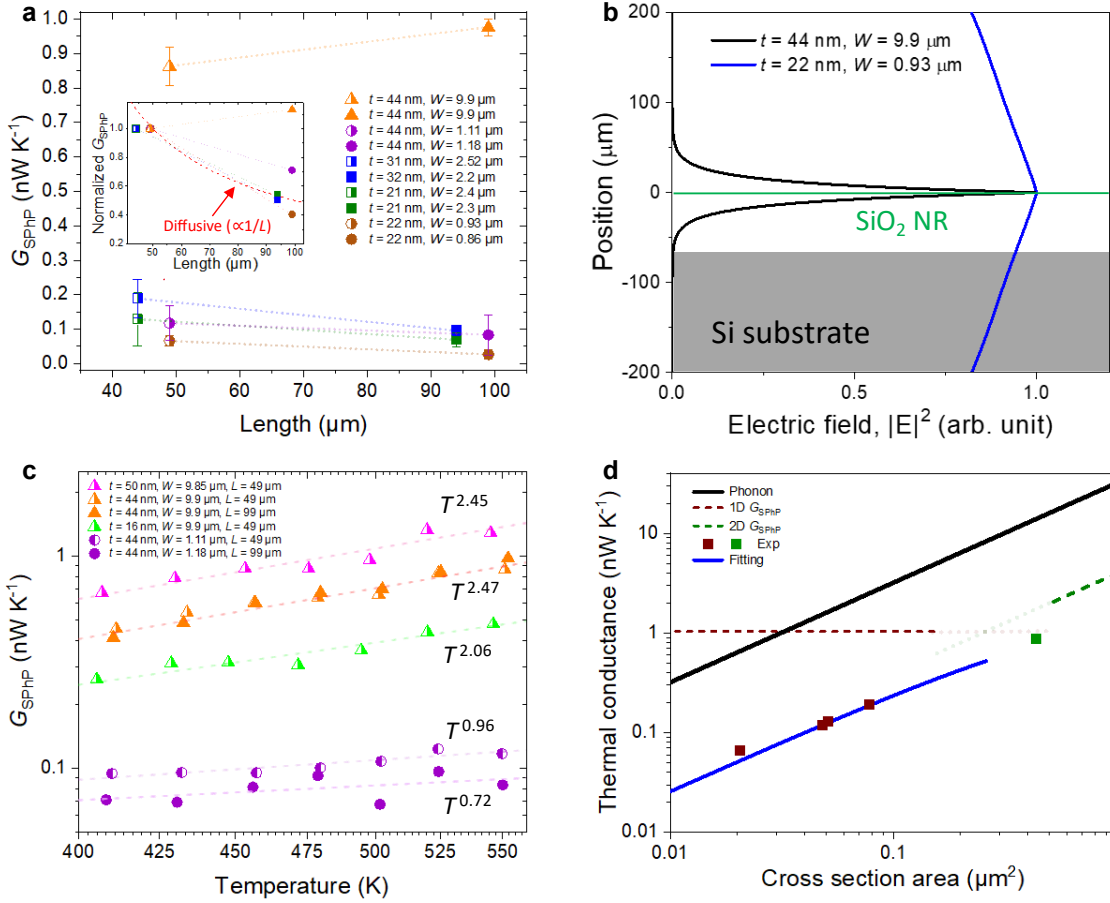 a
G_SPhP (nW K⁻¹)
1.0
0.9
0.8
0.7
0.6
0.5
0.4
0.3
0.2
0.1
0.0
40
50
60
70
80
90
100
Length (µm)
t = 44 nm, W = 9.9 µm
t = 44 nm, W = 9.9 µm
t = 44 nm, W = 1.11 µm
t = 44 nm, W = 1.18 µm
t = 31 nm, W = 2.52 µm
t = 32 nm, W = 2.2 µm
t = 21 nm, W = 2.4 µm
t = 21 nm, W = 2.3 µm
t = 22 nm, W = 0.93 µm
t = 22 nm, W = 0.86 µm
Normalized G_SPhP
1.0
0.8
0.6
0.4
0.2
Diffusive (∝1/L)
50
60
70
80
90
100
Length (µm)
b
Position (µm)
200
100
0
-100
-200
t = 44 nm, W = 9.9 µm
t = 22 nm, W = 0.93 µm
SiO₂ NR
Si substrate
0.0
0.5
1.0
Electric field, |E|² (arb. unit)
c
G_SPhP (nW K⁻¹)
1
0.1
t = 50 nm, W = 9.85 µm, L = 49 µm
t = 44 nm, W = 9.9 µm, L = 49 µm
t = 44 nm, W = 9.9 µm, L = 99 µm
t = 16 nm, W = 9.9 µm, L = 49 µm
t = 44 nm, W = 1.11 µm, L = 49 µm
t = 44 nm, W = 1.18 µm, L = 99 µm
T^2.45
T^2.47
T^2.06
T^0.96
T^0.72
400
425
450
475
500
525
550
Temperature (K)
d
Thermal conductance (nW K⁻¹)
10
1
0.1
0.01
Phonon
1D G_SPhP
2D G_SPhP
Exp
Fitting
0.01
0.1
Cross section area (µm²)